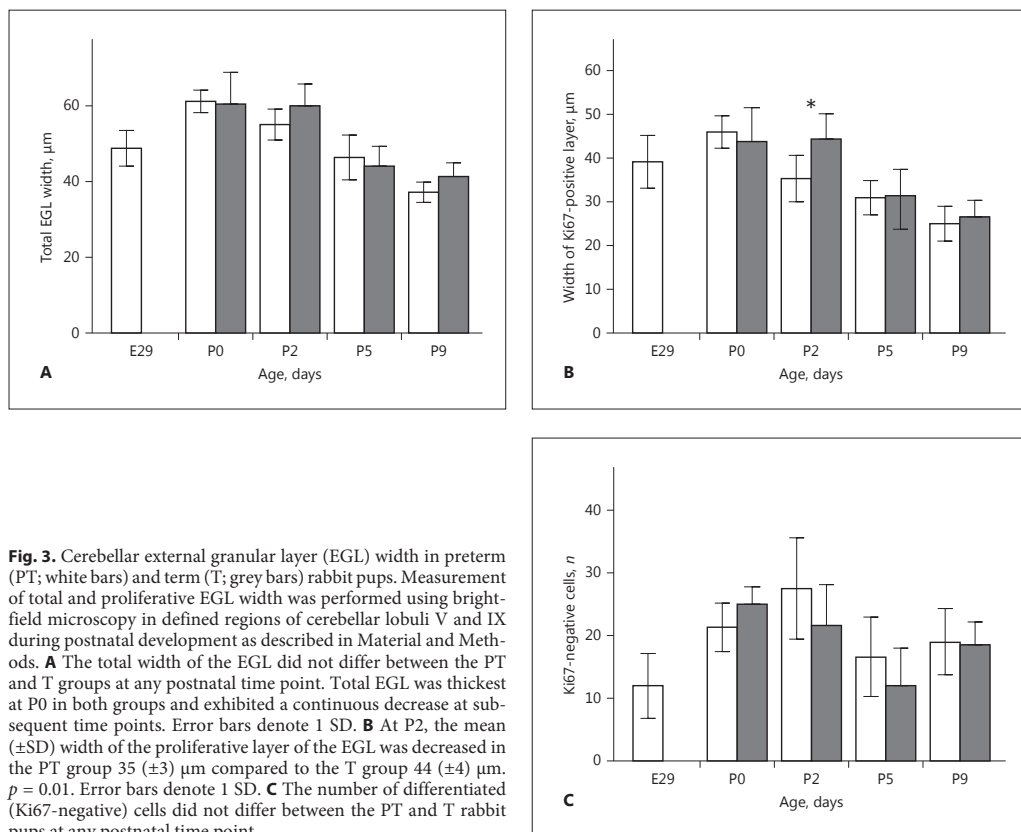 Total EGL width, µm
60
40
20
0
E29 P0 P2 P5 P9
Age, days
A
Width of Ki67-positive layer, µm
60
50
40
30
20
10
0
*
E29 P0 P2 P5 P9
Age, days
B
Fig. 3. Cerebellar external granular layer (EGL) width in preterm
(PT; white bars) and term (T; grey bars) rabbit pups. Measurement
of total and proliferative EGL width was performed using bright-
field microscopy in defined regions of cerebellar lobuli V and IX
during postnatal development as described in Material and Meth-
ods. A The total width of the EGL did not differ between the PT
and T groups at any postnatal time point. Total EGL was thickest
at P0 in both groups and exhibited a continuous decrease at sub-
sequent time points. Error bars denote 1 SD. B At P2, the mean
(±SD) width of the proliferative layer of the EGL was decreased in
the PT group 35 (±3) µm compared to the T group 44 (±4) µm.
p = 0.01. Error bars denote 1 SD. C The number of differentiated
(Ki67-negative) cells did not differ between the PT and T rabbit
pups at any postnatal time point.
Ki67-negative cells, n
40
30
20
10
0
E29 P0 P2 P5 P9
Age, days
C